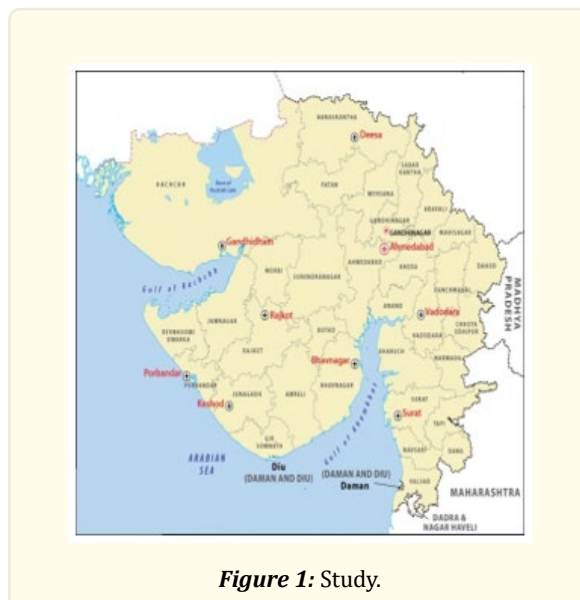 BANASKANTHA
Deesa
SABAR
KANTHA
KACHCHH
PATAN
MEHSANA
ARAVALI
GANDHINAGAR
GANDHINAGAR
MAHISAGAR
Gandhidham
Ahmedabad
AHMEDABAD
KHEDA
DAHOD
MORBI
SURENDRANAGAR
PANCHMAHAL
MADHYA
PRADESH
Gulf of Kachchh
ANAND
Vadodara
VADODARA
CHHOTA
UDAIPUR
JAMNAGAR
Rajkot
DEVBHOOMI
DWARKA
BOTAD
RAJKOT
Bhavnagar
BHARUCH
NARMADA
Porbandar
PORBANDAR
JUNAGADH
AMRELI
BHAVNAGAR
Keshod
SURAT
Surat
TAPI
GIR
SOMNATH
Gulf of Khambhat
NAVSARI
DANG
ARABIAN
SEA
Diu
(DAMAN AND DIU)
(DAMAN AND DIU)
Daman
VALSAD
MAHARASHTRA
DADRA &
NAGAR HAVELI
Figure 1: Study.